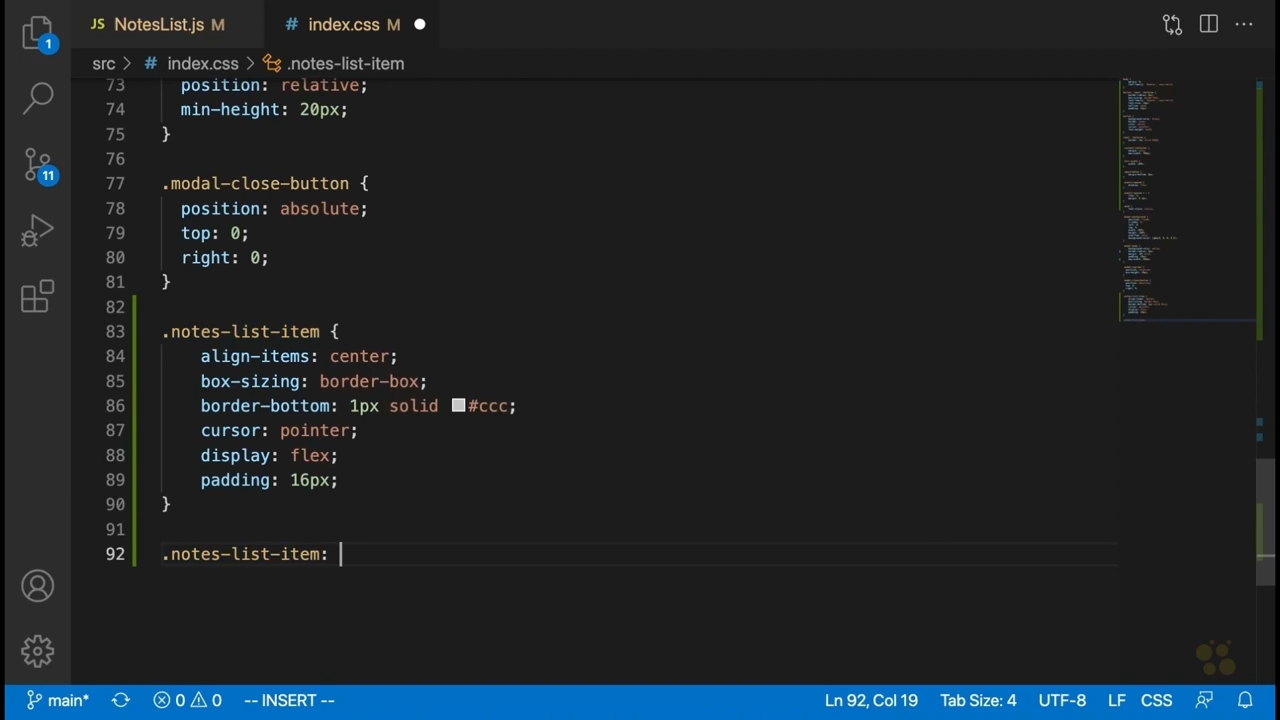 JS NotesList.js M
# index.css M
1
src > # index.css > .notes-list-item
73 position: relative;
74 min-height: 20px;
75 }
76
77 .modal-close-button {
78 position: absolute;
79 top: 0;
80 right: 0;
81 }
82
83 .notes-list-item {
84 align-items: center;
85 box-sizing: border-box;
86 border-bottom: 1px solid #ccc;
87 cursor: pointer;
88 display: flex;
89 padding: 16px;
90 }
91
92 .notes-list-item:
11
main* 0 0 -- INSERT -- Ln 92, Col 19 Tab Size: 4 UTF-8 LF CSS